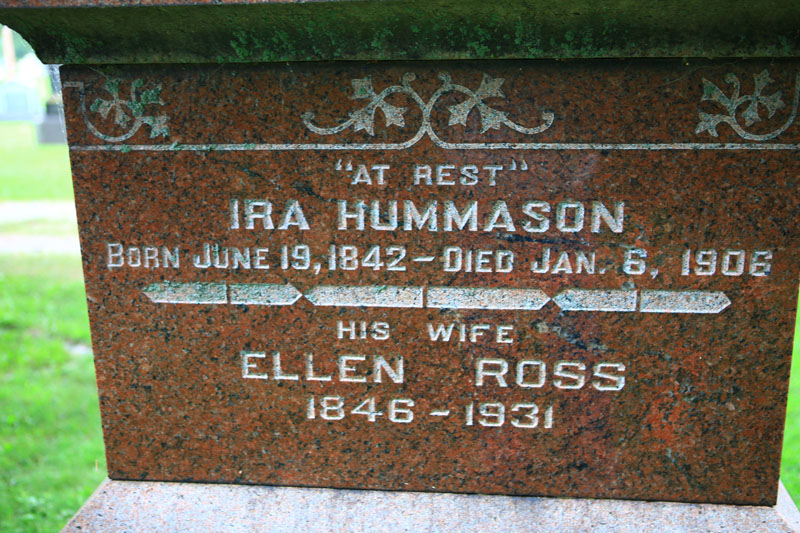 "AT REST"
IRA HUMMASON
BORN JUNE 19, 1842 – DIED JAN. 6, 1906
HIS WIFE
ELLEN ROSS
1846 – 1931